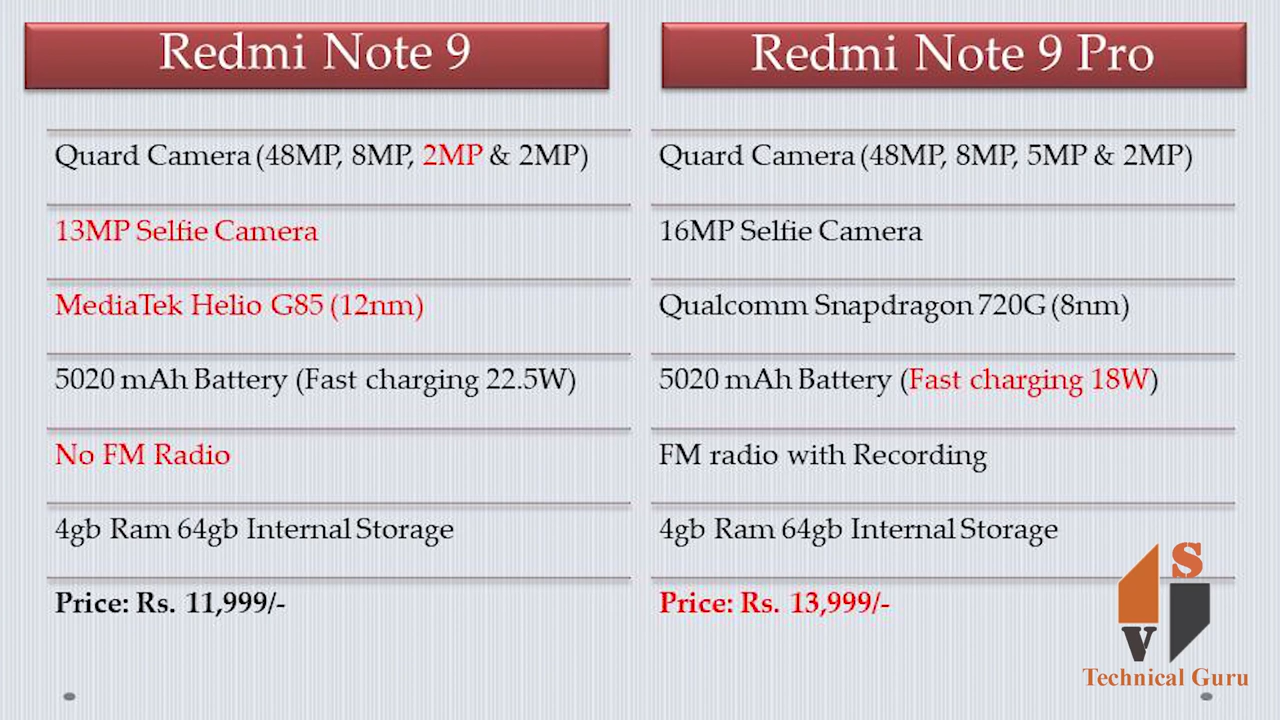 Redmi Note 9
Redmi Note 9 Pro
Quard Camera (48MP, 8MP, 2MP & 2MP)
Quard Camera (48MP, 8MP, 5MP & 2MP)
13MP Selfie Camera
16MP Selfie Camera
MediaTek Helio G85 (12nm)
Qualcomm Snapdragon 720G (8nm)
5020 mAh Battery (Fast charging 22.5W)
5020 mAh Battery (Fast charging 18W)
No FM Radio
FM radio with Recording
4gb Ram 64gb Internal Storage
4gb Ram 64gb Internal Storage
Price: Rs. 11,999/-
Price: Rs. 13,999/-
S
V
Technical Guru